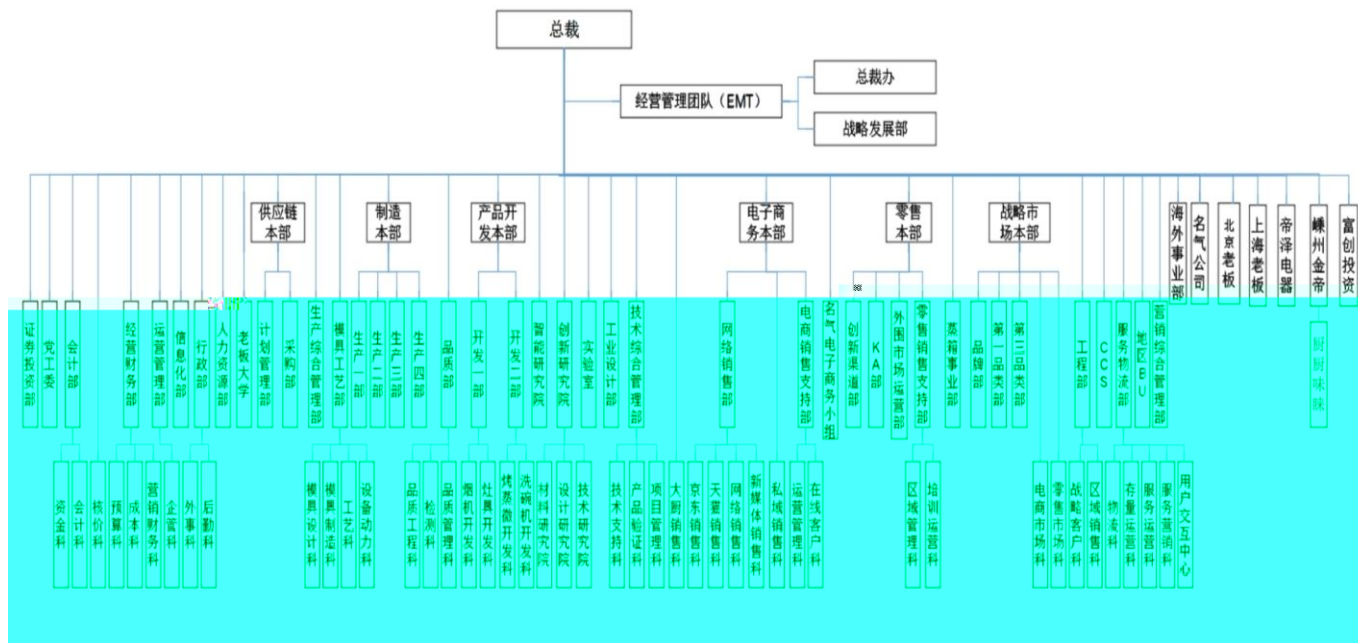 总裁
总裁办
经营管理团队（EMT）
战略发展部
供应链
本部
制造
本部
产品开
发本部
电子商
务本部
零售
本部
战略市
场本部
海外事业部
名气公司
北京老板
上海老板
帝泽电器
嵊州金帝
富创投资
证券投资部
党工委
会计部
经营财务部
运营管理部
信息化部
行政部
人力资源部
老板大学
计划管理部
采购部
生产综合管理部
模具工艺部
生产一部
生产二部
生产三部
生产四部
品质部
开发一部
开发二部
智能研究院
创新研究院
实验室
工业设计部
技术综合管理部
网络销售部
电商销售支持部
名气电子商务小组
创新渠道部
KA部
外围市场运营部
零售销售支持部
蒸箱事业部
品牌部
第一品类部
第三品类部
工程部
CCS
服务物流部
地区BU
营销综合管理部
厨厨味味
资金科
会计科
核价科
预算科
成本科
营销财务科
企管科
外事科
后勤科
模具设计科
模具制造科
工艺科
设备动力科
品质工程科
检测科
品质管理科
烟机开发科
灶具开发科
烤蒸微开发科
洗碗机开发科
材料研究院
设计研究院
技术研究院
技术支持科
产品验证科
项目管理科
大厨销售科
京东销售科
天猫销售科
网络销售科
新媒体销售科
私域销售科
运营管理科
在线客户科
区域管理科
培训运营科
电商市场科
零售市场科
战略客户科
区域销售科
物流科
存量运营科
服务运营科
服务营销科
用户交互中心